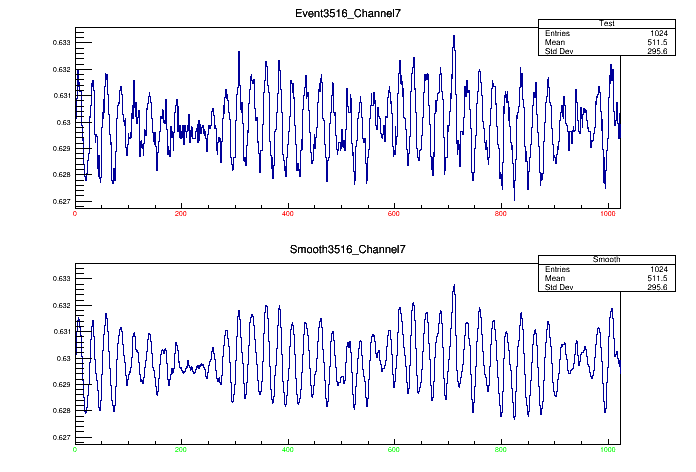 Event3516_Channel7
Test
Entries 1024
Mean 511.5
Std Dev 295.6
0.633
0.632
0.631
0.63
0.629
0.628
0.627
0 200 400 600 800 1000
Smooth3516_Channel7
Smooth
Entries 1024
Mean 511.5
Std Dev 295.6
0.633
0.632
0.631
0.63
0.629
0.628
0.627
0 200 400 600 800 1000